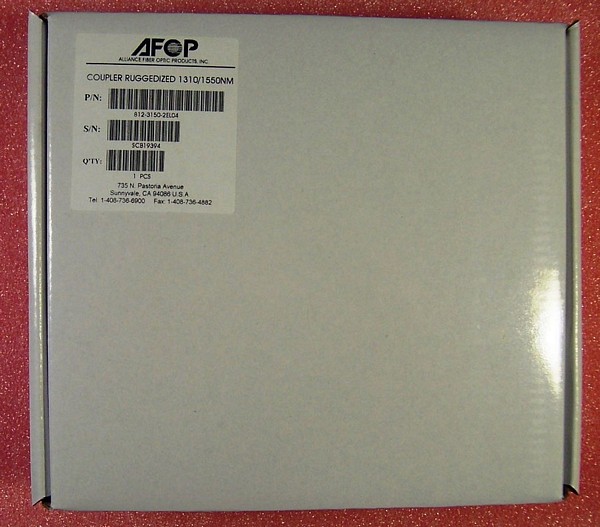 AFOP
ALLIANCE FIBER OPTIC PRODUCTS, INC.
COUPLER RUGGEDIZED 1310/1550NM
P/N:
812-3150-2EL04
S/N:
SCB19394
Q'TY:
1 PCS
735 N. Pastoria Avenue
Sunnyvale, CA 94086 U.S.A
Tel: 1-408-736-6900 Fax: 1-408-736-4882